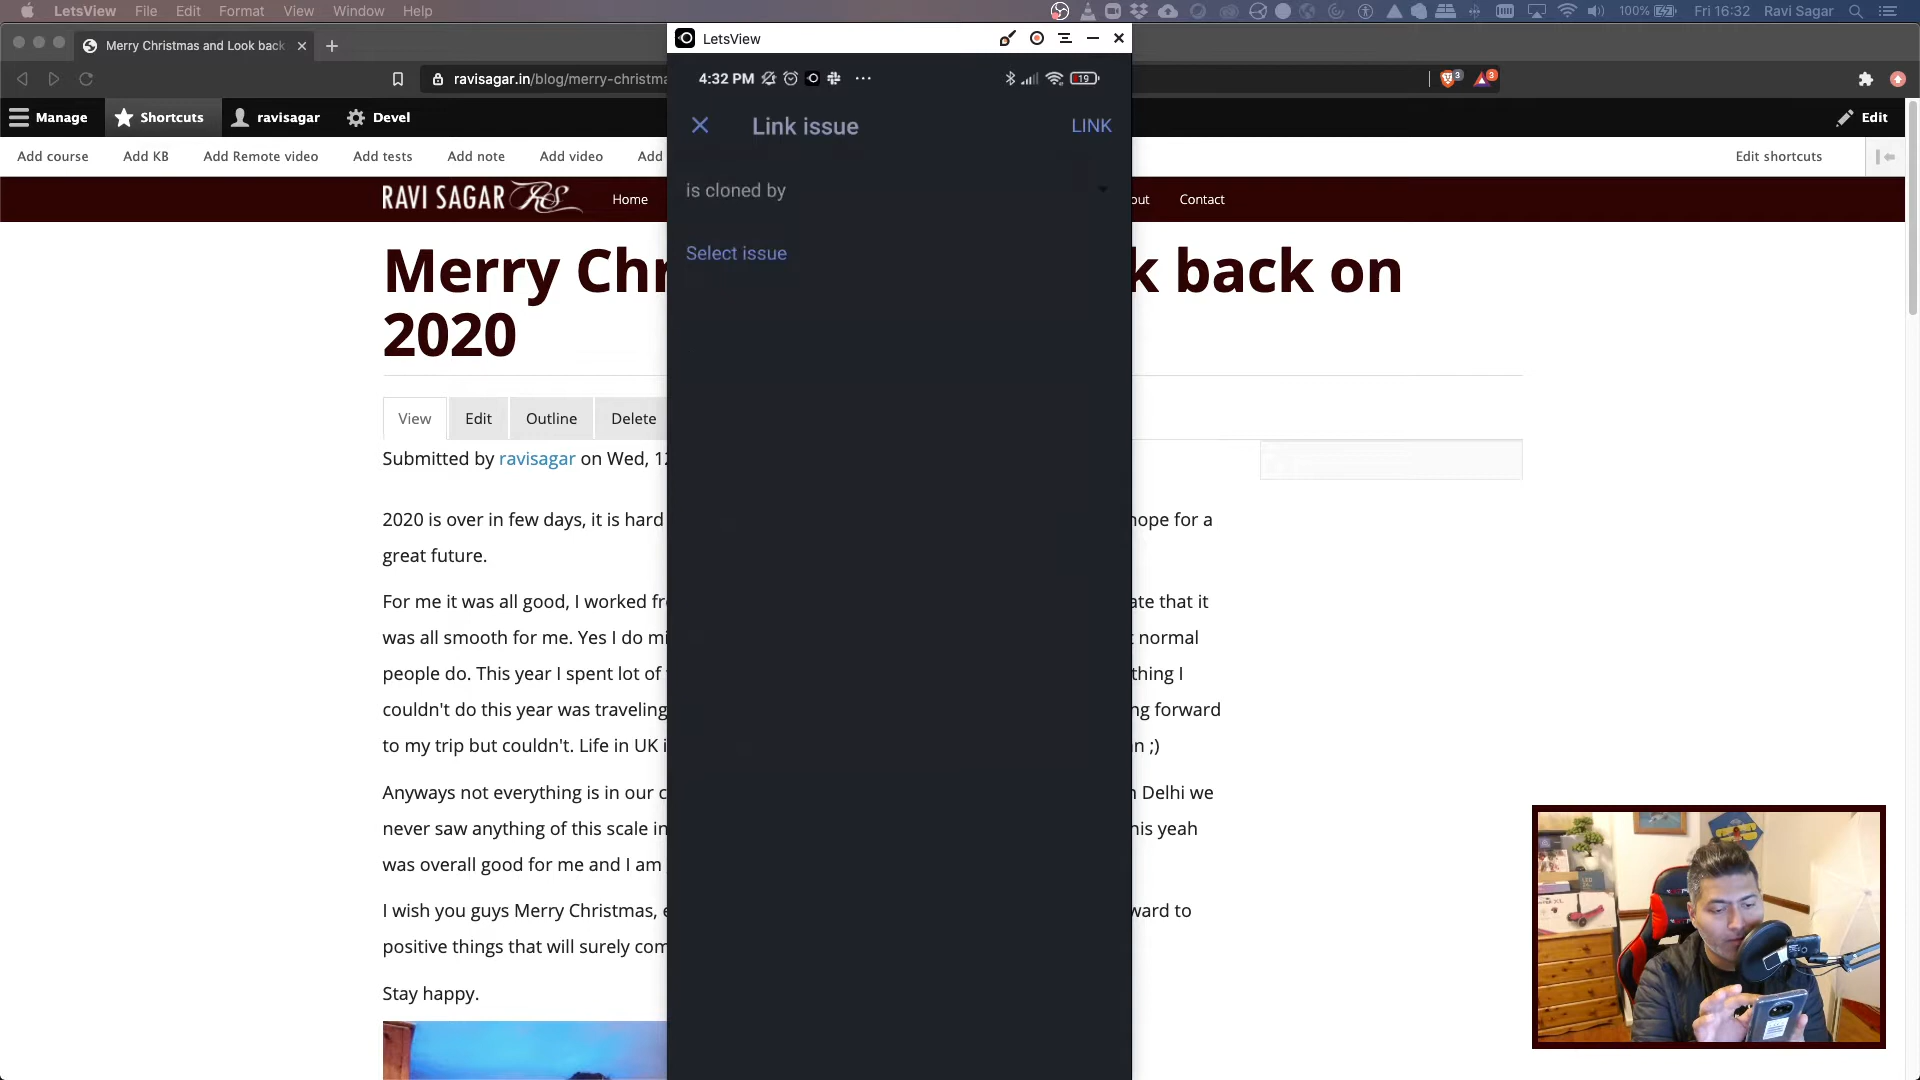 LetsView File Edit Format View Window Help 100% Fri 16:32 Ravi Sagar
Merry Christmas and Look back
LetsView
ravisagar.in/blog/merry-christma
3 3
4:32 PM 19
Manage Shortcuts ravisagar Devel Edit
Link issue LINK
Add course Add KB Add Remote video Add tests Add note Add video Add Edit shortcuts
is cloned by
RAVI SAGAR RS Home out Contact
Select issue
Merry Chr k back on
2020
View Edit Outline Delete
Submitted by ravisagar on Wed, 12
2020 is over in few days, it is hard hope for a
great future.
For me it was all good, I worked fr ate that it
was all smooth for me. Yes I do mi t normal
people do. This year I spent lot of thing I
couldn't do this year was traveling ng forward
to my trip but couldn't. Life in UK i n ;)
Anyways not everything is in our c n Delhi we
never saw anything of this scale in his yeah
was overall good for me and I am
I wish you guys Merry Christmas, e ward to
positive things that will surely com
Stay happy.